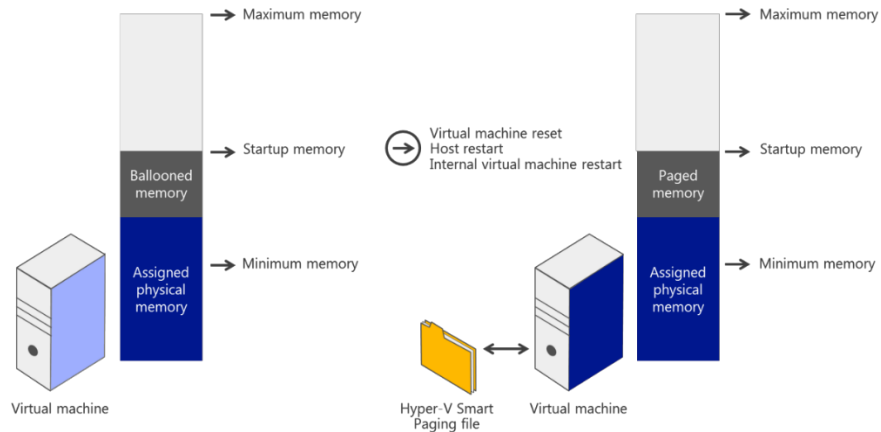 Maximum memory
Startup memory
Ballooned
memory
Minimum memory
Assigned
physical
memory
Virtual machine
Virtual machine reset
Host restart
Internal virtual machine restart
Maximum memory
Startup memory
Paged
memory
Minimum memory
Assigned
physical
memory
Hyper-V Smart
Paging file
Virtual machine